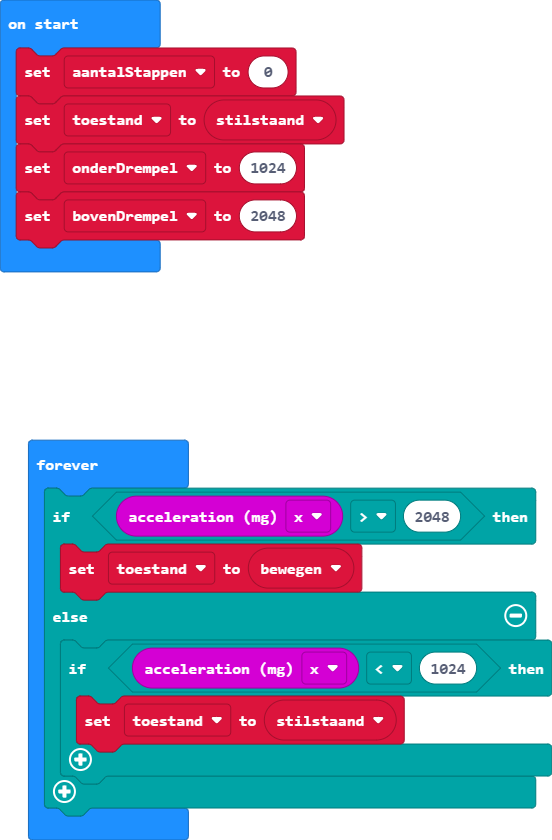 on start
set aantalStappen to 0
set toestand to stilstaand
set onderDrempel to 1024
set bovenDrempel to 2048
forever
if acceleration (mg) x > 2048 then
set toestand to bewegen
else
if acceleration (mg) x < 1024 then
set toestand to stilstaand